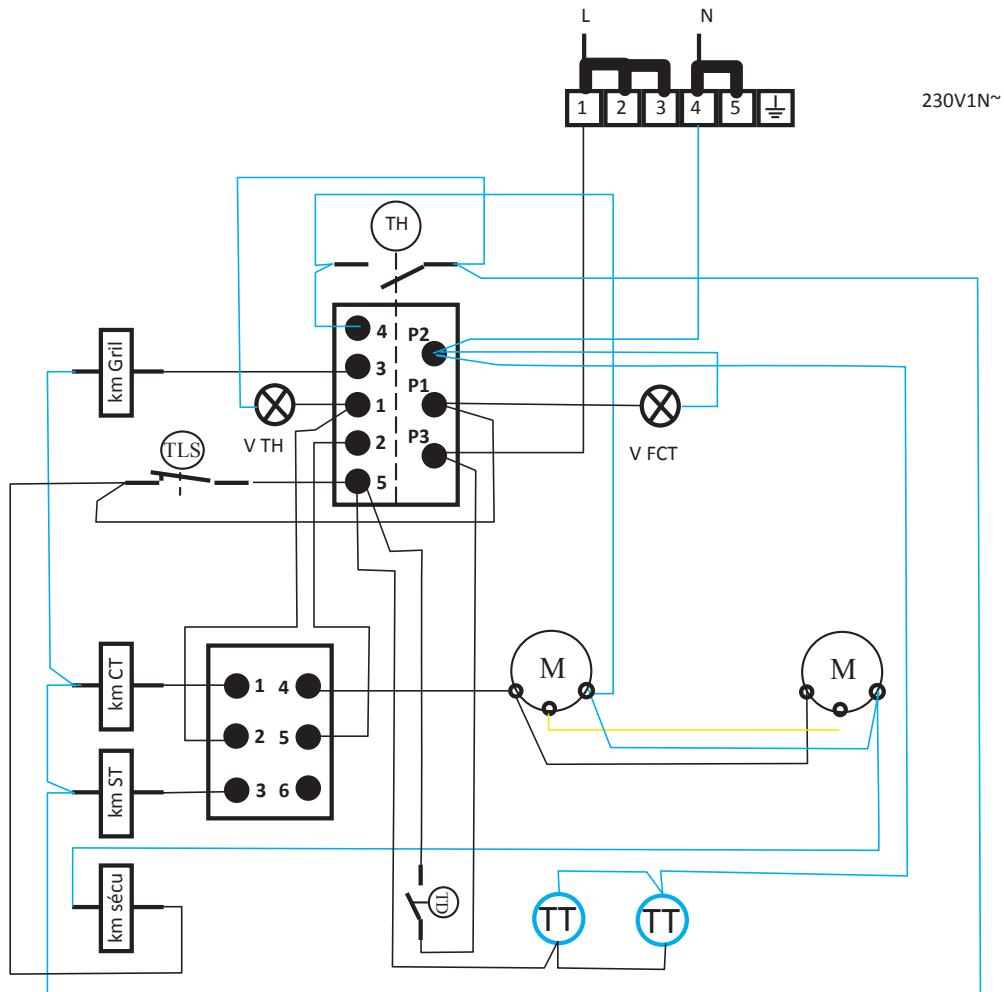 L N
1 2 3 4 5
230V1N~
TH
4 P2
3
1 P1
2
5 P3
km Gril
V TH
V FCT
TLS
km CT
1 4
2 5
3 6
M
M
km ST
km sécu
TD
TT
TT